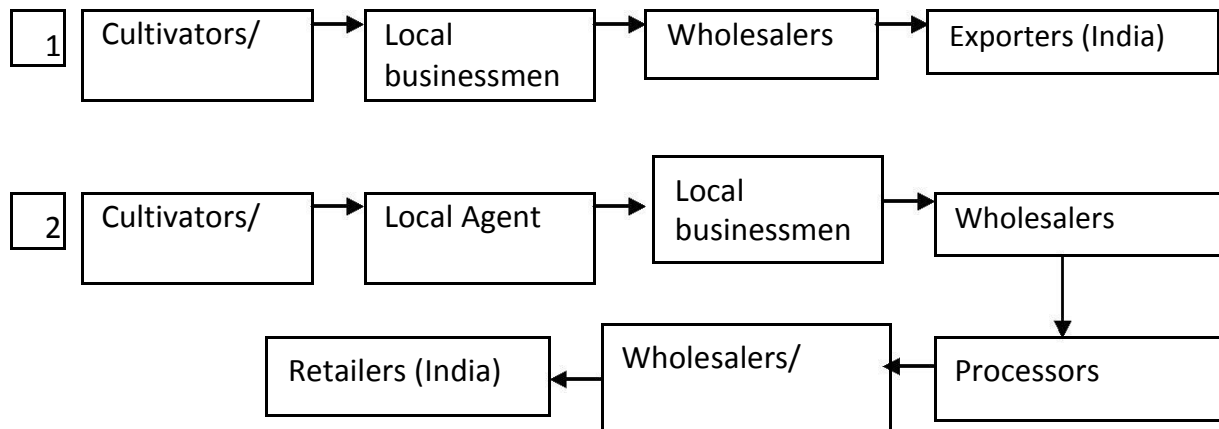 1
Cultivators/
Local
businessmen
Wholesalers
Exporters (India)
2
Cultivators/
Local Agent
Local
businessmen
Wholesalers
Retailers (India)
Wholesalers/
Processors